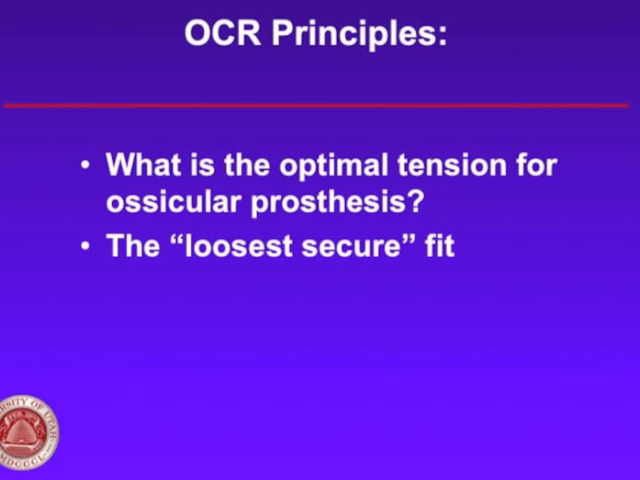 OCR Principles:
• What is the optimal tension for
ossicular prosthesis?
• The “loosest secure” fit